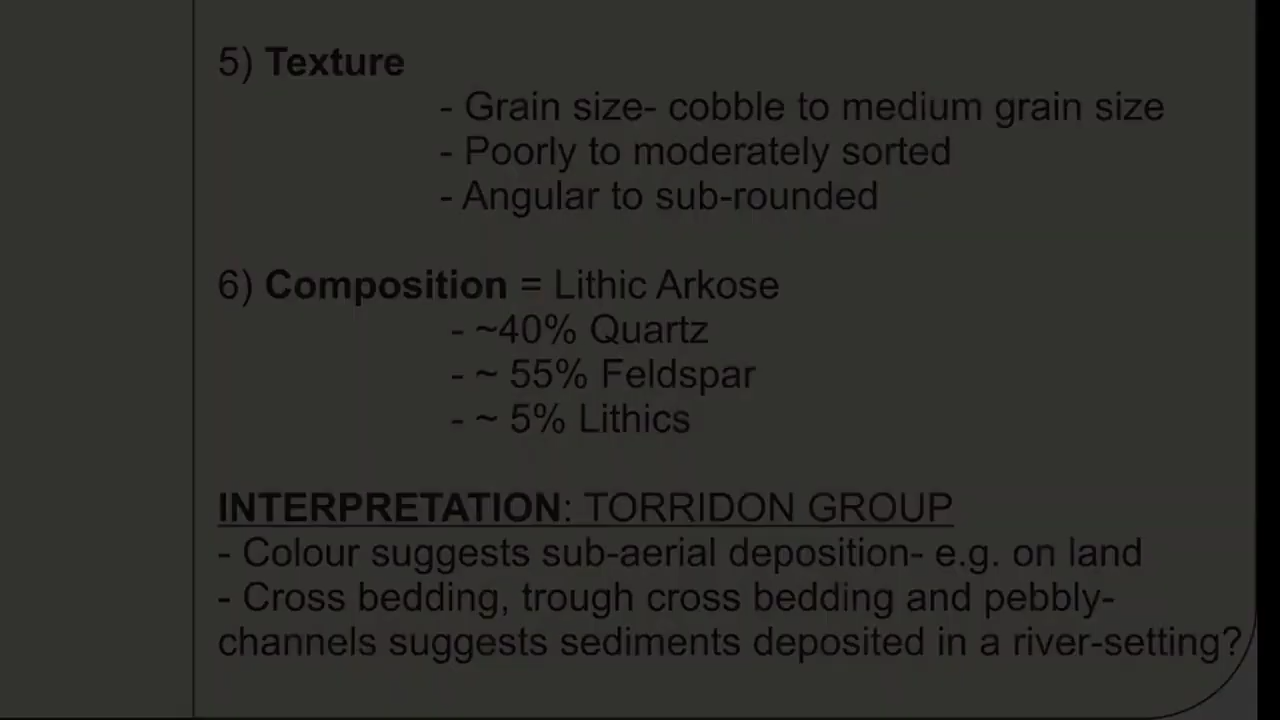 5) Texture
- Grain size- cobble to medium grain size
- Poorly to moderately sorted
- Angular to sub-rounded
6) Composition = Lithic Arkose
- ~40% Quartz
- ~ 55% Feldspar
- ~ 5% Lithics
INTERPRETATION: TORRIDON GROUP
- Colour suggests sub-aerial deposition- e.g. on land
- Cross bedding, trough cross bedding and pebbly-
channels suggests sediments deposited in a river-setting?